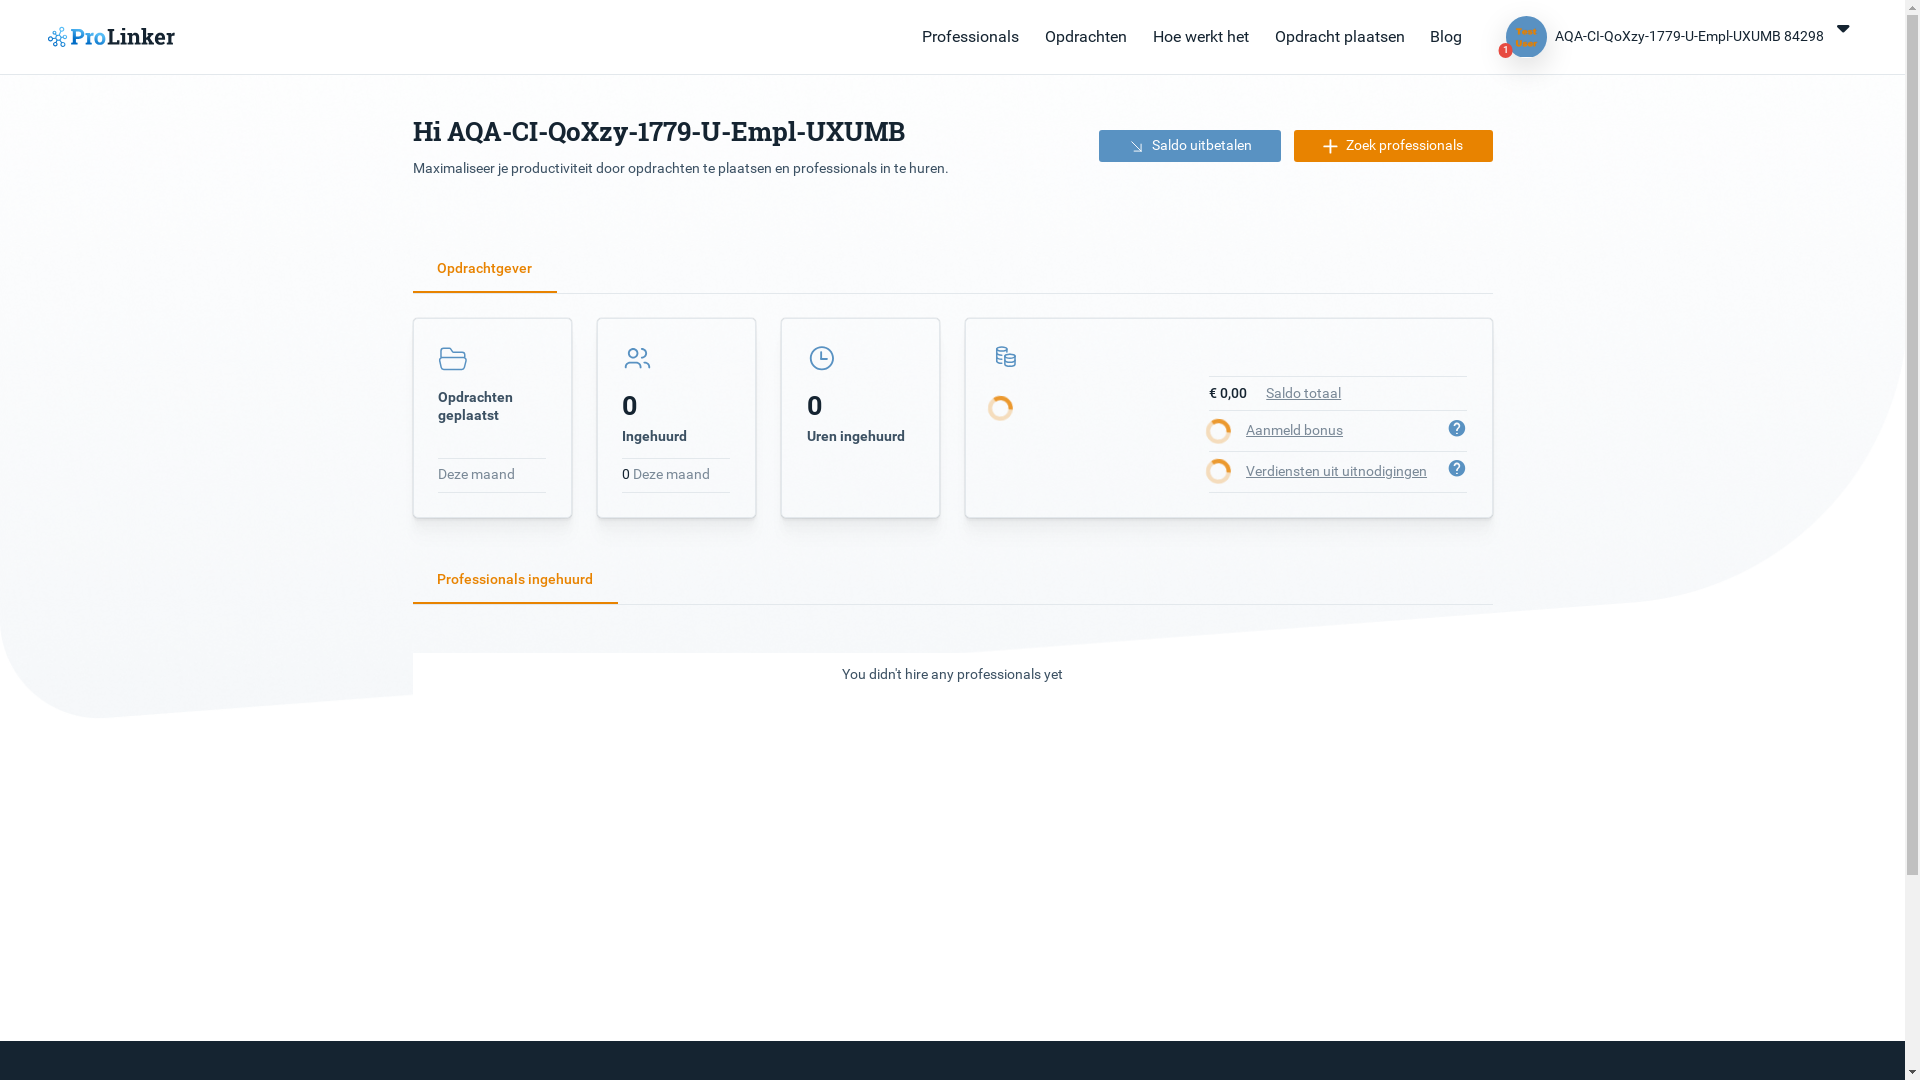 ProLinker
Professionals
Opdrachten
Hoe werkt het
Opdracht plaatsen
Blog
1
AQA-CI-QoXzy-1779-U-Empl-UXUMB 84298
Hi AQA-CI-QoXzy-1779-U-Empl-UXUMB
Maximaliseer je productiviteit door opdrachten te plaatsen en professionals in te huren.
Saldo uitbetalen
Zoek professionals
Opdrachtgever
Opdrachten
geplaatst
Deze maand
0
Ingehuurd
0 Deze maand
0
Uren ingehuurd
€ 0,00 Saldo totaal
Aanmeld bonus
Verdiensten uit uitnodigingen
Professionals ingehuurd
You didn't hire any professionals yet